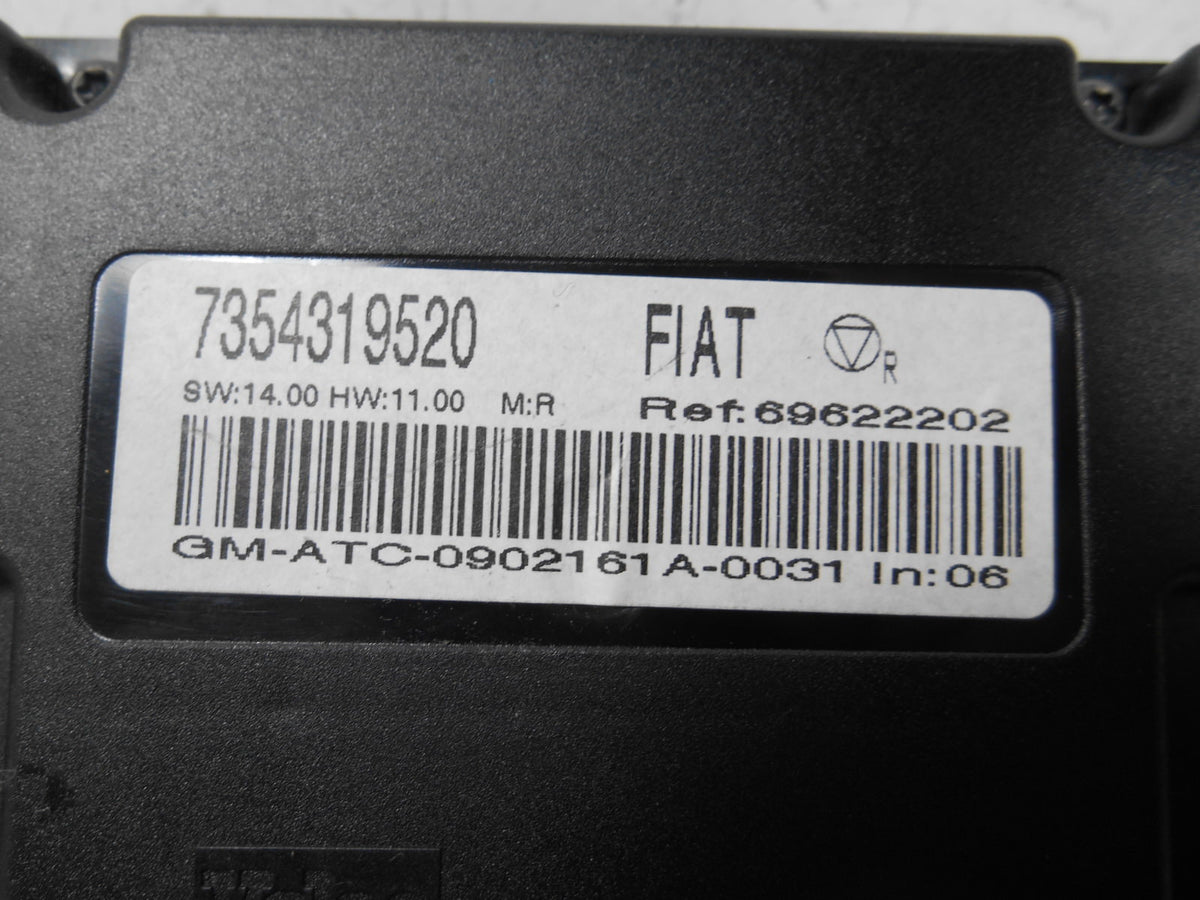 7354319520 FIAT R
SW:14.00 HW:11.00 M:R Ref:69622202
GM-ATC-0902161A-0031 In:06